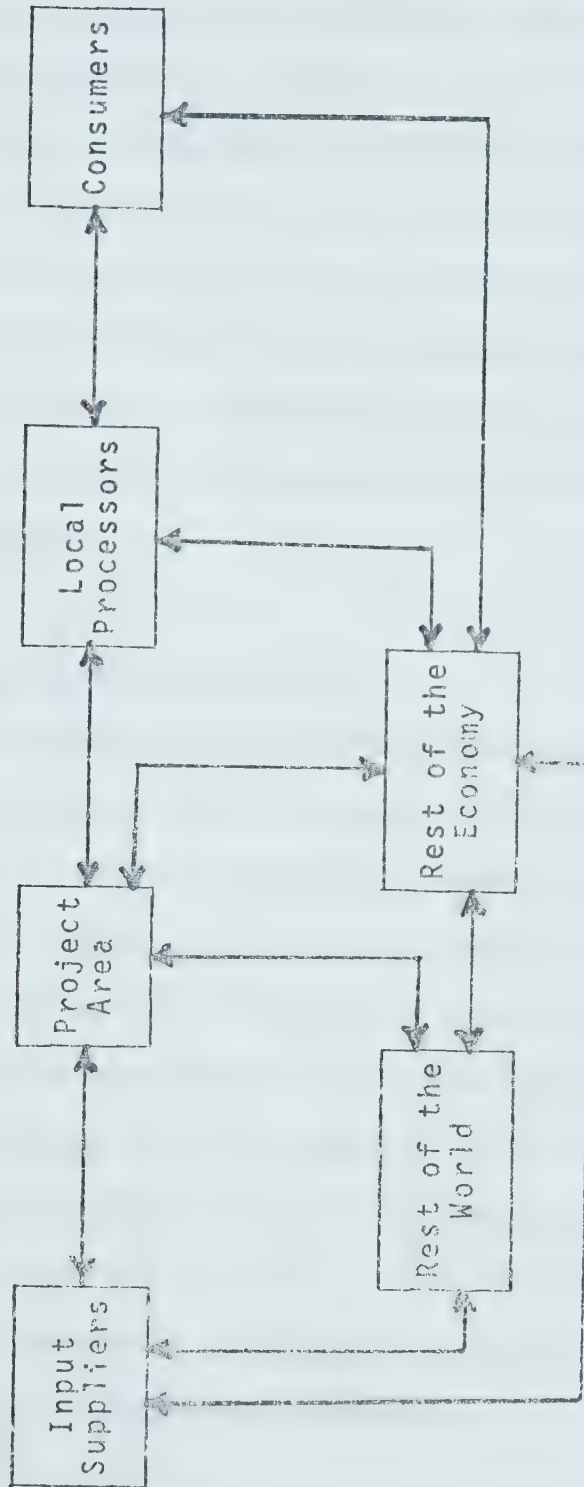 Input
Suppliers
Project
Area
Local
Processors
Consumers
Rest of the
World
Rest of the
Economy